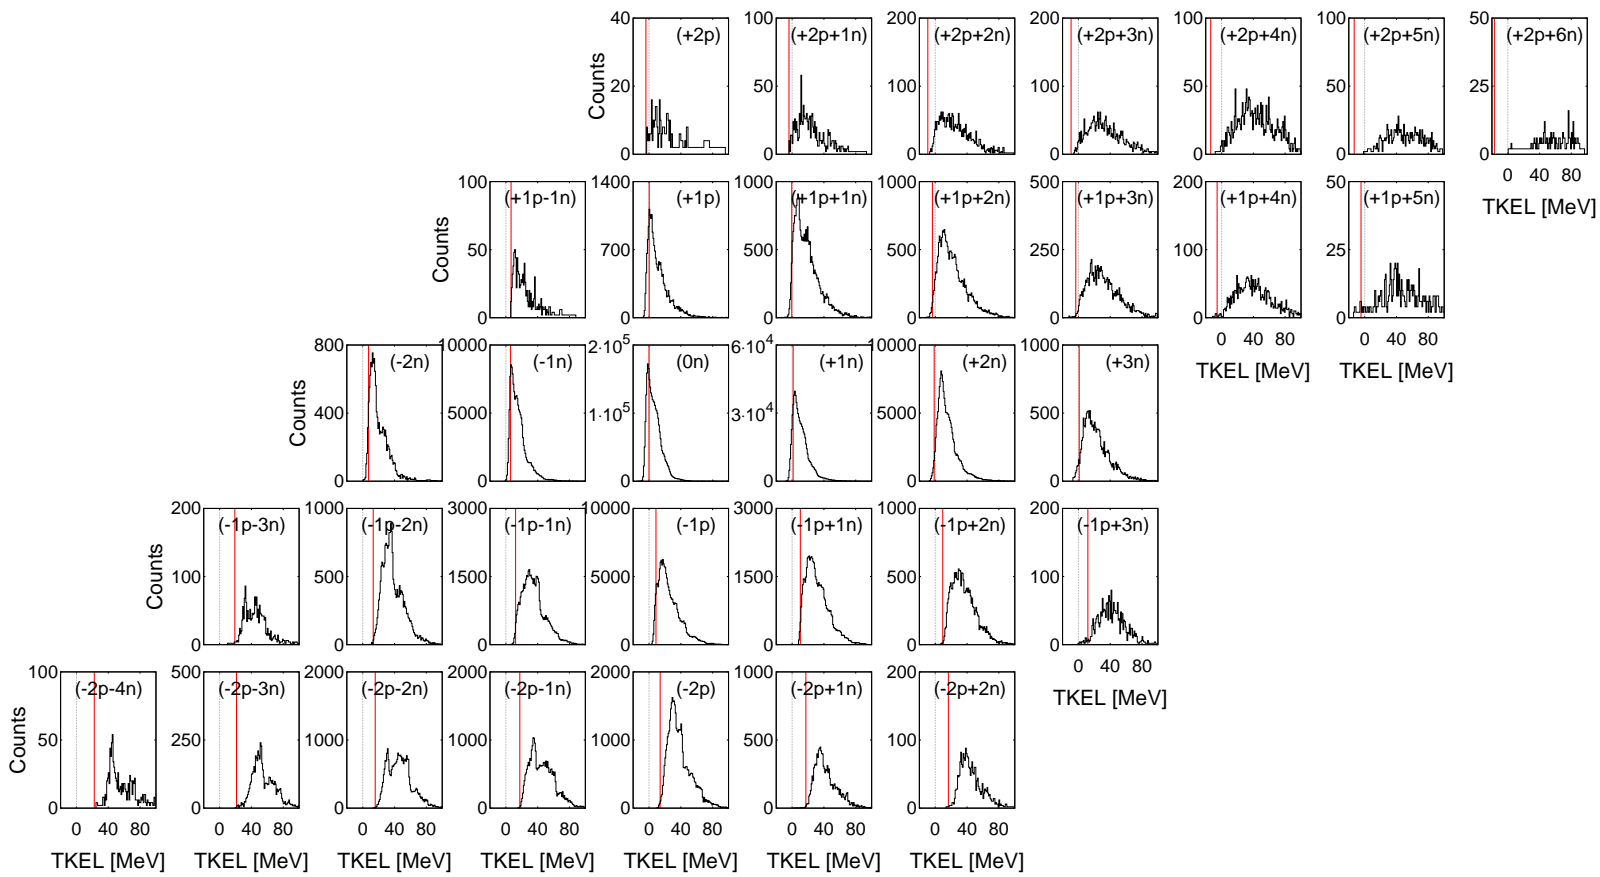 40
20
0
Counts
(+2p)
100
50
0
(+2p+1n)
200
100
0
(+2p+2n)
200
100
0
(+2p+3n)
100
50
0
(+2p+4n)
50
25
0
(+2p+5n)
50
25
0
(+2p+6n)
0 40 80
TKEL [MeV]
100
50
0
Counts
(+1p-1n)
1400
700
0
(+1p)
1000
500
0
(+1p+1n)
1000
500
0
(+1p+2n)
500
250
0
(+1p+3n)
200
100
0
(+1p+4n)
0 40 80
TKEL [MeV]
50
25
0
(+1p+5n)
0 40 80
TKEL [MeV]
800
400
0
Counts
(-2n)
10000
5000
0
(-1n)
2·10⁵
1·10⁵
0
(0n)
6·10⁴
3·10⁴
0
(+1n)
10000
5000
0
(+2n)
1000
500
0
(+3n)
200
100
0
Counts
(-1p-3n)
1000
500
0
(-1p-2n)
3000
1500
0
(-1p-1n)
10000
5000
0
(-1p)
3000
1500
0
(-1p+1n)
1000
500
0
(-1p+2n)
200
100
0
(-1p+3n)
0 40 80
TKEL [MeV]
100
50
0
Counts
(-2p-4n)
0 40 80
TKEL [MeV]
500
250
0
(-2p-3n)
0 40 80
TKEL [MeV]
2000
1000
0
(-2p-2n)
0 40 80
TKEL [MeV]
2000
1000
0
(-2p-1n)
0 40 80
TKEL [MeV]
2000
1000
0
(-2p)
0 40 80
TKEL [MeV]
1000
500
0
(-2p+1n)
0 40 80
TKEL [MeV]
200
100
0
(-2p+2n)
0 40 80
TKEL [MeV]